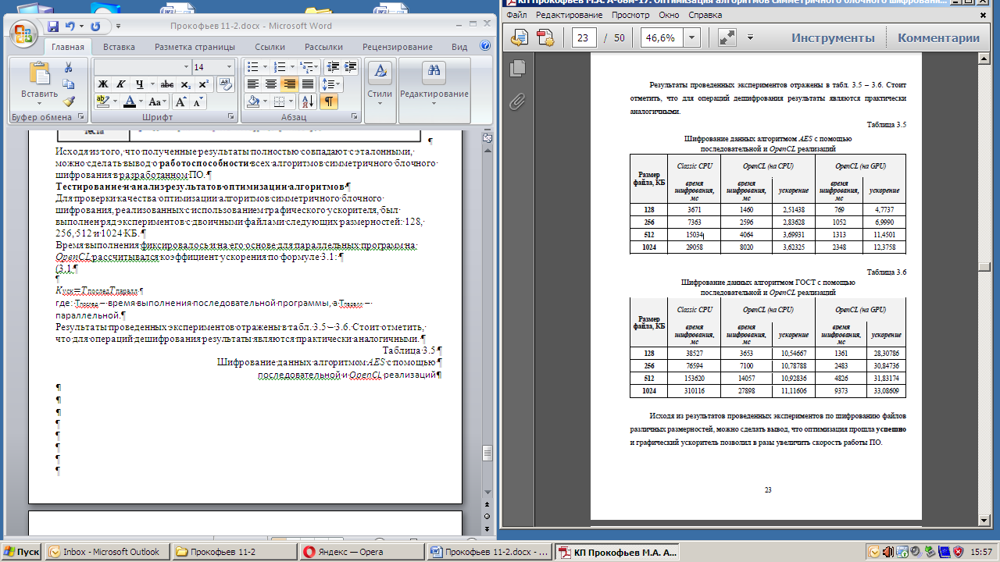 Прокофьев 11-2.docx - Microsoft Word
Главная Вставка Разметка страницы Ссылки Рассылки Рецензирование Вид
14
Вставить
Ж К Ч abc x₂ x²
Aa A A
Стили
Редактирование
Буфер обмена Шрифт Абзац
Исходя из того, что полученные результаты полностью совпадают с эталонными,
можно сделать вывод о работоспособности всех алгоритмов симметричного блочного
шифрования в разработанном ПО.¶
Тестирование и анализ результатов оптимизации алгоритмов¶
Для проверки качества оптимизации алгоритмов симметричного блочного
шифрования, реализованных с использованием графического ускорителя, был
выполнен ряд экспериментов с двоичными файлами следующих размерностей: 128,
256, 512 и 1024 КБ.¶
Время выполнения фиксировалось и на его основе для параллельных программ на
OpenCL рассчитывался коэффициент ускорения по формуле 3.1: ¶
(3.1.¶
¶
Kуск=TпоследTпаралл ¶
где: Tпослед – время выполнения последовательной программы, а Tпаралл –
параллельной.¶
Результаты проведенных экспериментов отражены в табл. 3.5 – 3.6. Стоит отметить,
что для операций дешифрования результаты являются практически аналогичными.¶
Таблица 3.5¶
Шифрование данных алгоритмом AES с помощью ¶
последовательной и OpenCL реализаций¶
¶
¶
¶
¶
¶
¶
¶
¶
КП Прокофьев М.А. А-08м-17. Оптимизация алгоритмов симметричного блочного шифровани...
Файл Редактирование Просмотр Окно Справка
23 / 50 46,6% Инструменты Комментарии
Результаты проведенных экспериментов отражены в табл. 3.5 – 3.6. Стоит
отметить, что для операций дешифрования результаты являются практически
аналогичными.
Таблица 3.5
Шифрование данных алгоритмом AES с помощью
последовательной и OpenCL реализаций
Размер файла, КБ Classic CPU OpenCL (на CPU) OpenCL (на GPU)
время шифрования, мс время шифрования, мс ускорение время шифрования, мс ускорение
128 3671 1460 2,51438 769 4,7737
256 7363 2596 2,83628 1052 6,9990
512 15034 4064 3,69931 1313 11,4501
1024 29058 8020 3,62325 2348 12,3758
Таблица 3.6
Шифрование данных алгоритмом ГОСТ с помощью
последовательной и OpenCL реализаций
Размер файла, КБ Classic CPU OpenCL (на CPU) OpenCL (на GPU)
время шифрования, мс время шифрования, мс ускорение время шифрования, мс ускорение
128 38527 3653 10,54667 1361 28,30786
256 76594 7100 10,78788 2483 30,84736
512 153620 14057 10,92836 4826 31,83174
1024 310116 27898 11,11606 9373 33,08609
Исходя из результатов проведенных экспериментов по шифрованию файлов
различных размерностей, можно сделать вывод, что оптимизация прошла успешно
и графический ускоритель позволил в разы увеличить скорость работы ПО.
23
Пуск Inbox - Microsoft Outlook Прокофьев 11-2 Яндекс — Opera Прокофьев 11-2.docx - ... КП Прокофьев М.А. А... 15:57